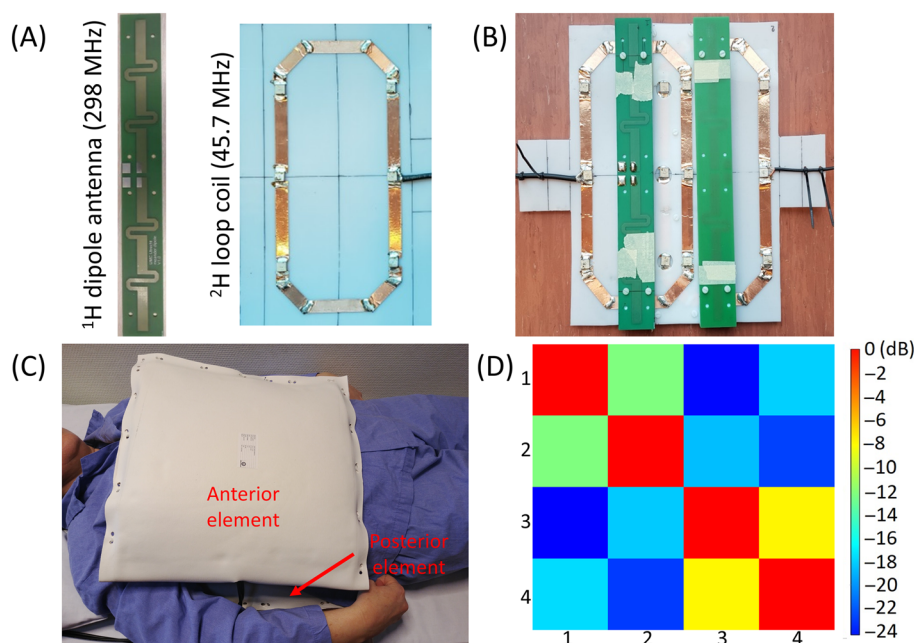 (A)
¹H dipole antenna (298 MHz)
²H loop coil (45.7 MHz)
(B)
(C)
Anterior
element
Posterior
element
(D)
1
2
3
4
1
2
3
4
0 (dB)
−2
−4
−6
−8
−10
−12
−14
−16
−18
−20
−22
−24